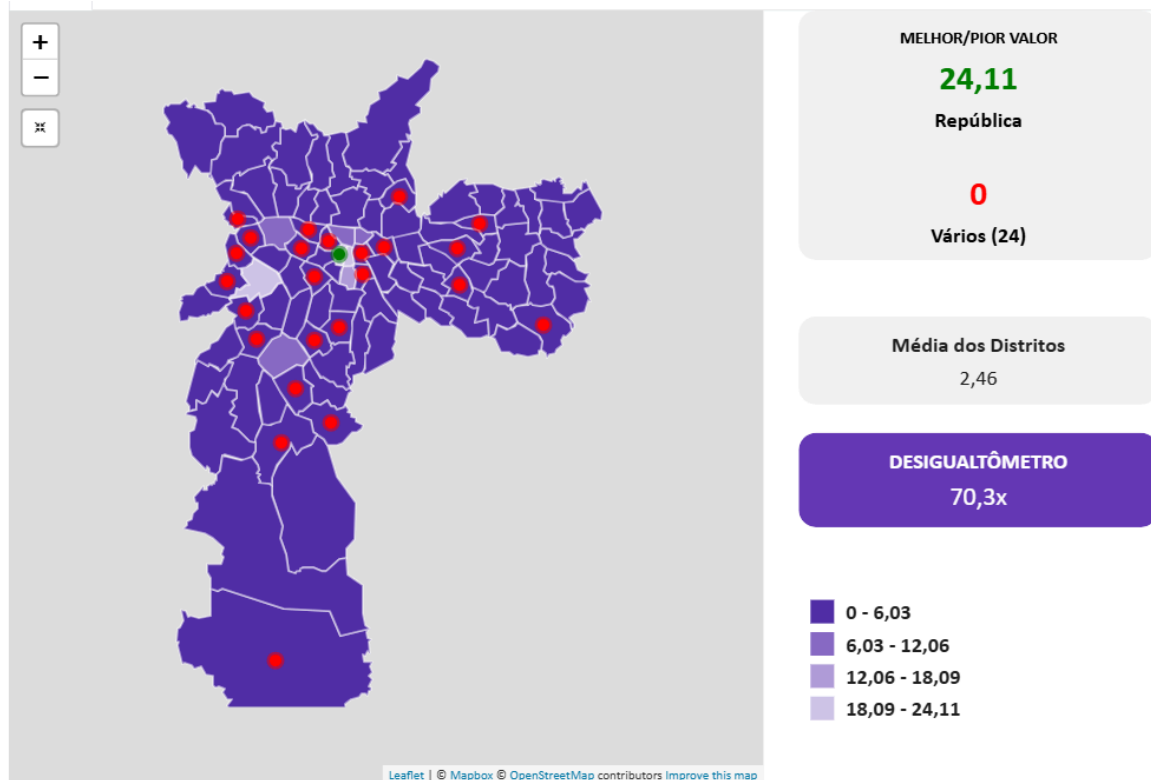 +
−
MELHOR/PIOR VALOR
24,11
República
0
Vários (24)
Média dos Distritos
2,46
DESIGUALTÔMETRO
70,3x
0 - 6,03
6,03 - 12,06
12,06 - 18,09
18,09 - 24,11
Leaflet | © Mapbox © OpenStreetMap contributors Improve this map